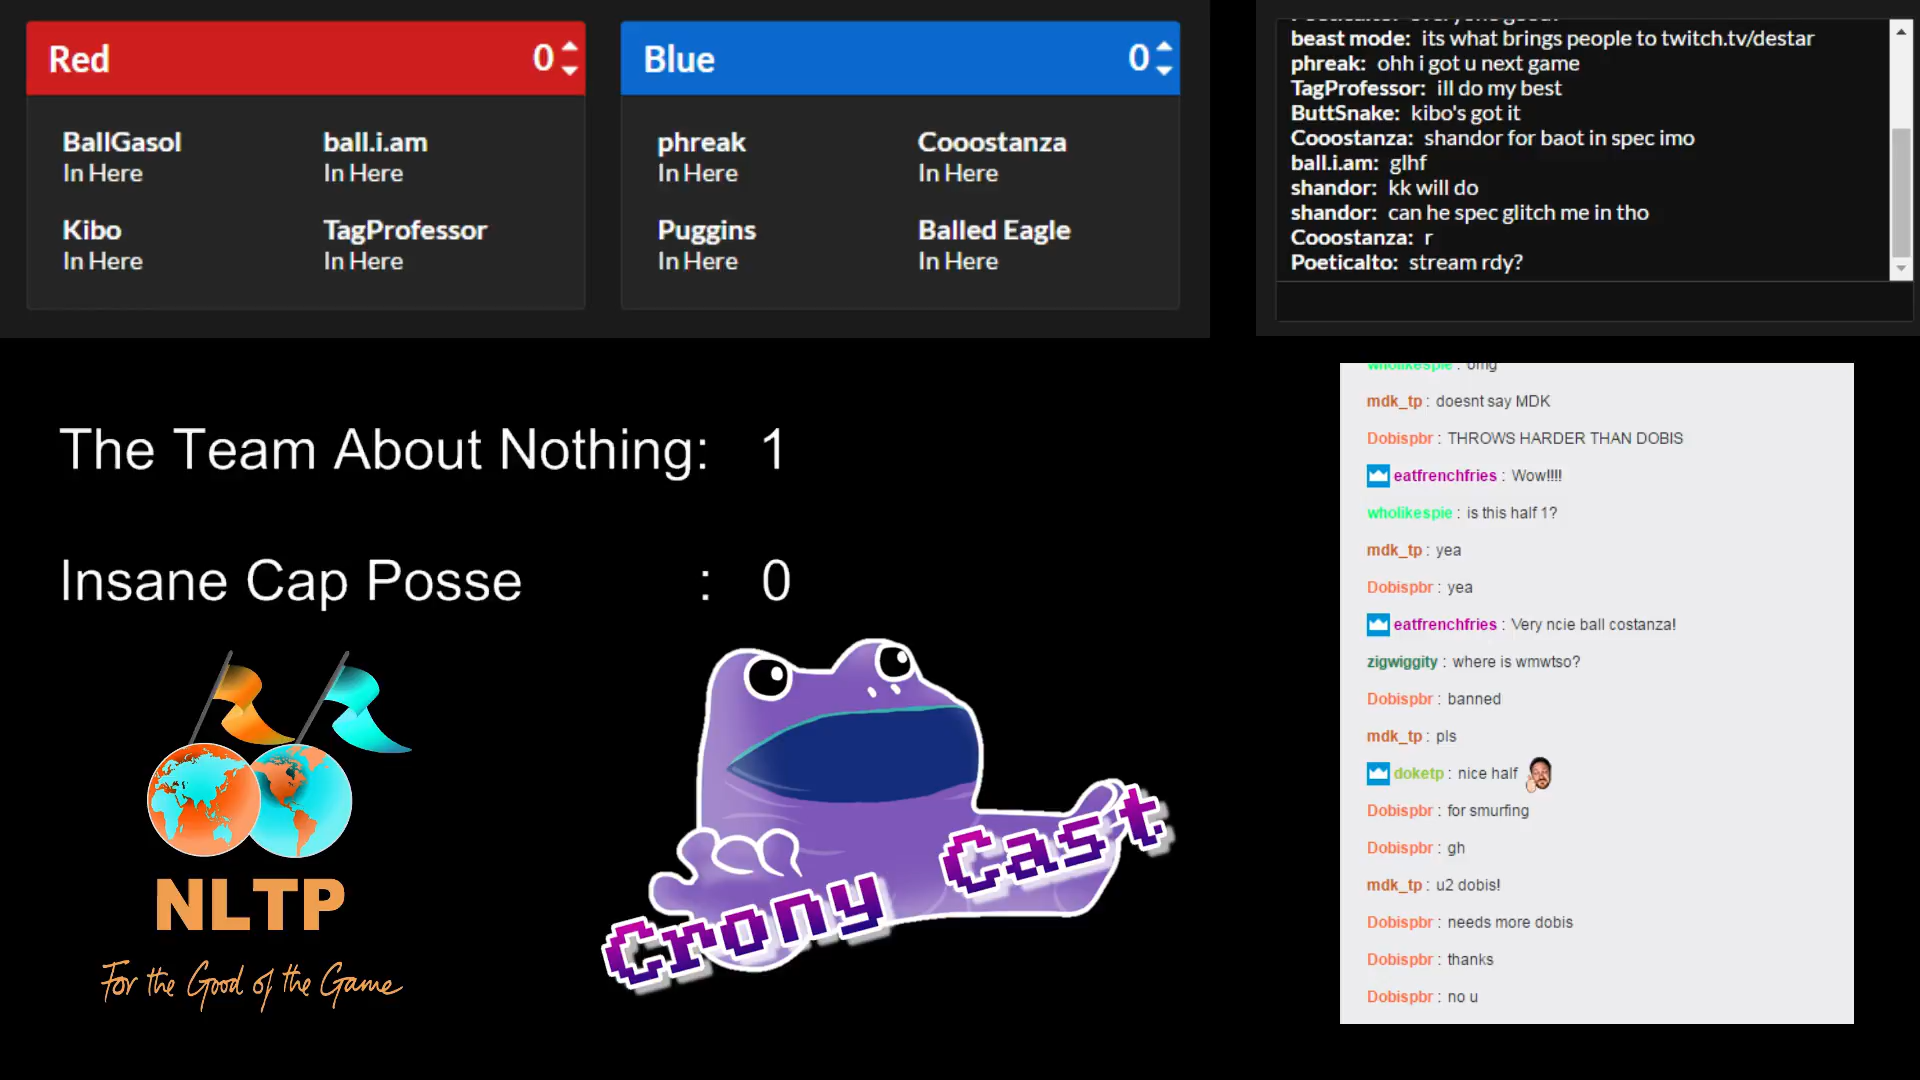 Red 0
BallGasol ball.i.am
In Here In Here
Kibo TagProfessor
In Here In Here
Blue 0
phreak Cooostanza
In Here In Here
Puggins Balled Eagle
In Here In Here
beast mode: its what brings people to twitch.tv/destar
phreak: ohh i got u next game
TagProfessor: ill do my best
ButtSnake: kibo's got it
Cooostanza: shandor for baot in spec imo
ball.i.am: glhf
shandor: kk will do
shandor: can he spec glitch me in tho
Cooostanza: r
Poeticalto: stream rdy?
The Team About Nothing: 1
Insane Cap Posse : 0
NLTP
For the Good of the Game
Crony Cast
wholikespie : omg
mdk_tp : doesnt say MDK
Dobispbr : THROWS HARDER THAN DOBIS
eatfrenchfries : Wow!!!!
wholikespie : is this half 1?
mdk_tp : yea
Dobispbr : yea
eatfrenchfries : Very ncie ball costanza!
zigwiggity : where is wmwtso?
Dobispbr : banned
mdk_tp : pls
doketp : nice half
Dobispbr : for smurfing
Dobispbr : gh
mdk_tp : u2 dobis!
Dobispbr : needs more dobis
Dobispbr : thanks
Dobispbr : no u